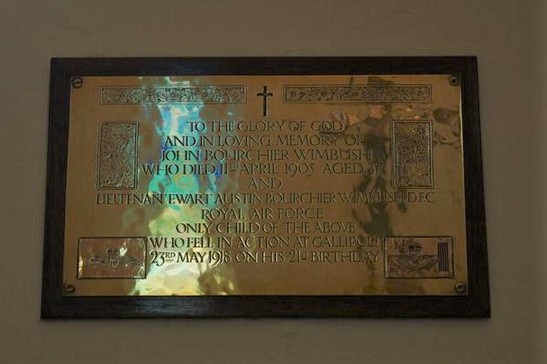 TO THE GLORY OF GOD
AND IN LOVING MEMORY OF
JOHN BOURCHIER WIMBUSH
WHO DIED 11TH APRIL 1905 AGED
AND
LIEUTENANT EWART AUSTIN BOURCHIER WIMBUSH D.F.C.
ROYAL AIR FORCE
ONLY CHILD OF THE ABOVE
WHO FELL IN ACTION AT GALLIPOLI
23RD MAY 1918 ON HIS 21ST BIRTHDAY